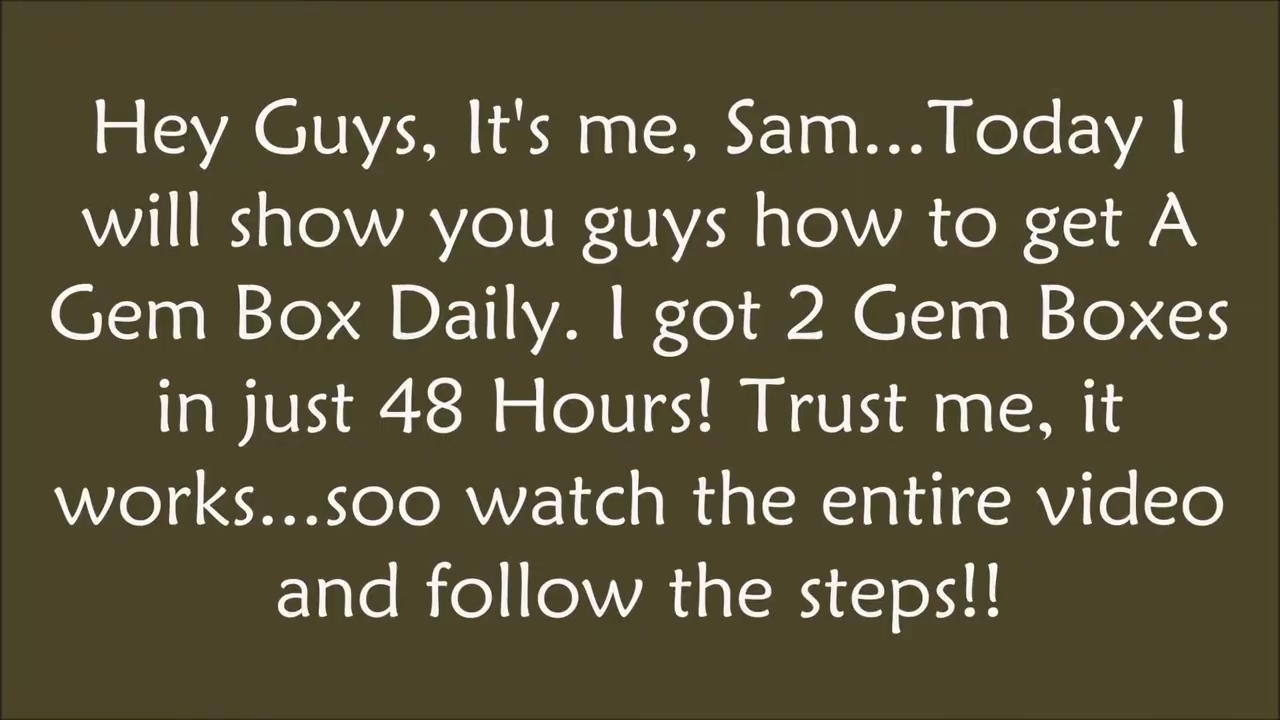 Hey Guys, It's me, Sam...Today I
will show you guys how to get A
Gem Box Daily. I got 2 Gem Boxes
in just 48 Hours! Trust me, it
works...soo watch the entire video
and follow the steps!!